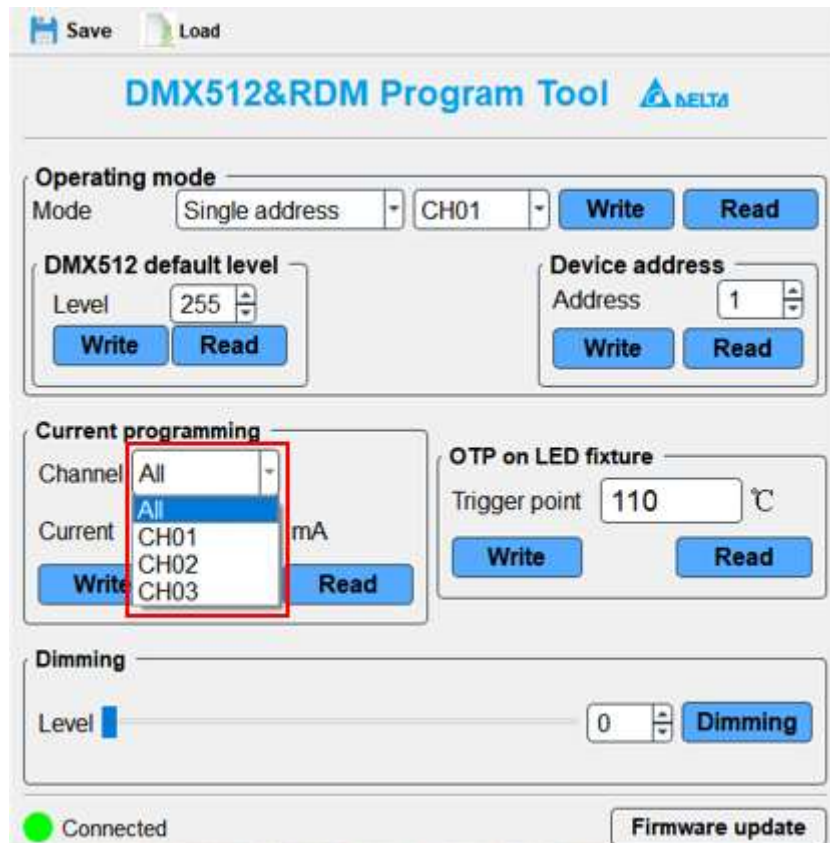 Save Load
DMX512&RDM Program Tool DELTA
Operating mode
Mode Single address CH01 Write Read
DMX512 default level
Level 255
Write Read
Device address
Address 1
Write Read
Current programming
Channel All
All
CH01
CH02
CH03
Current mA
Write Read
OTP on LED fixture
Trigger point 110 ℃
Write Read
Dimming
Level 0 Dimming
Connected Firmware update